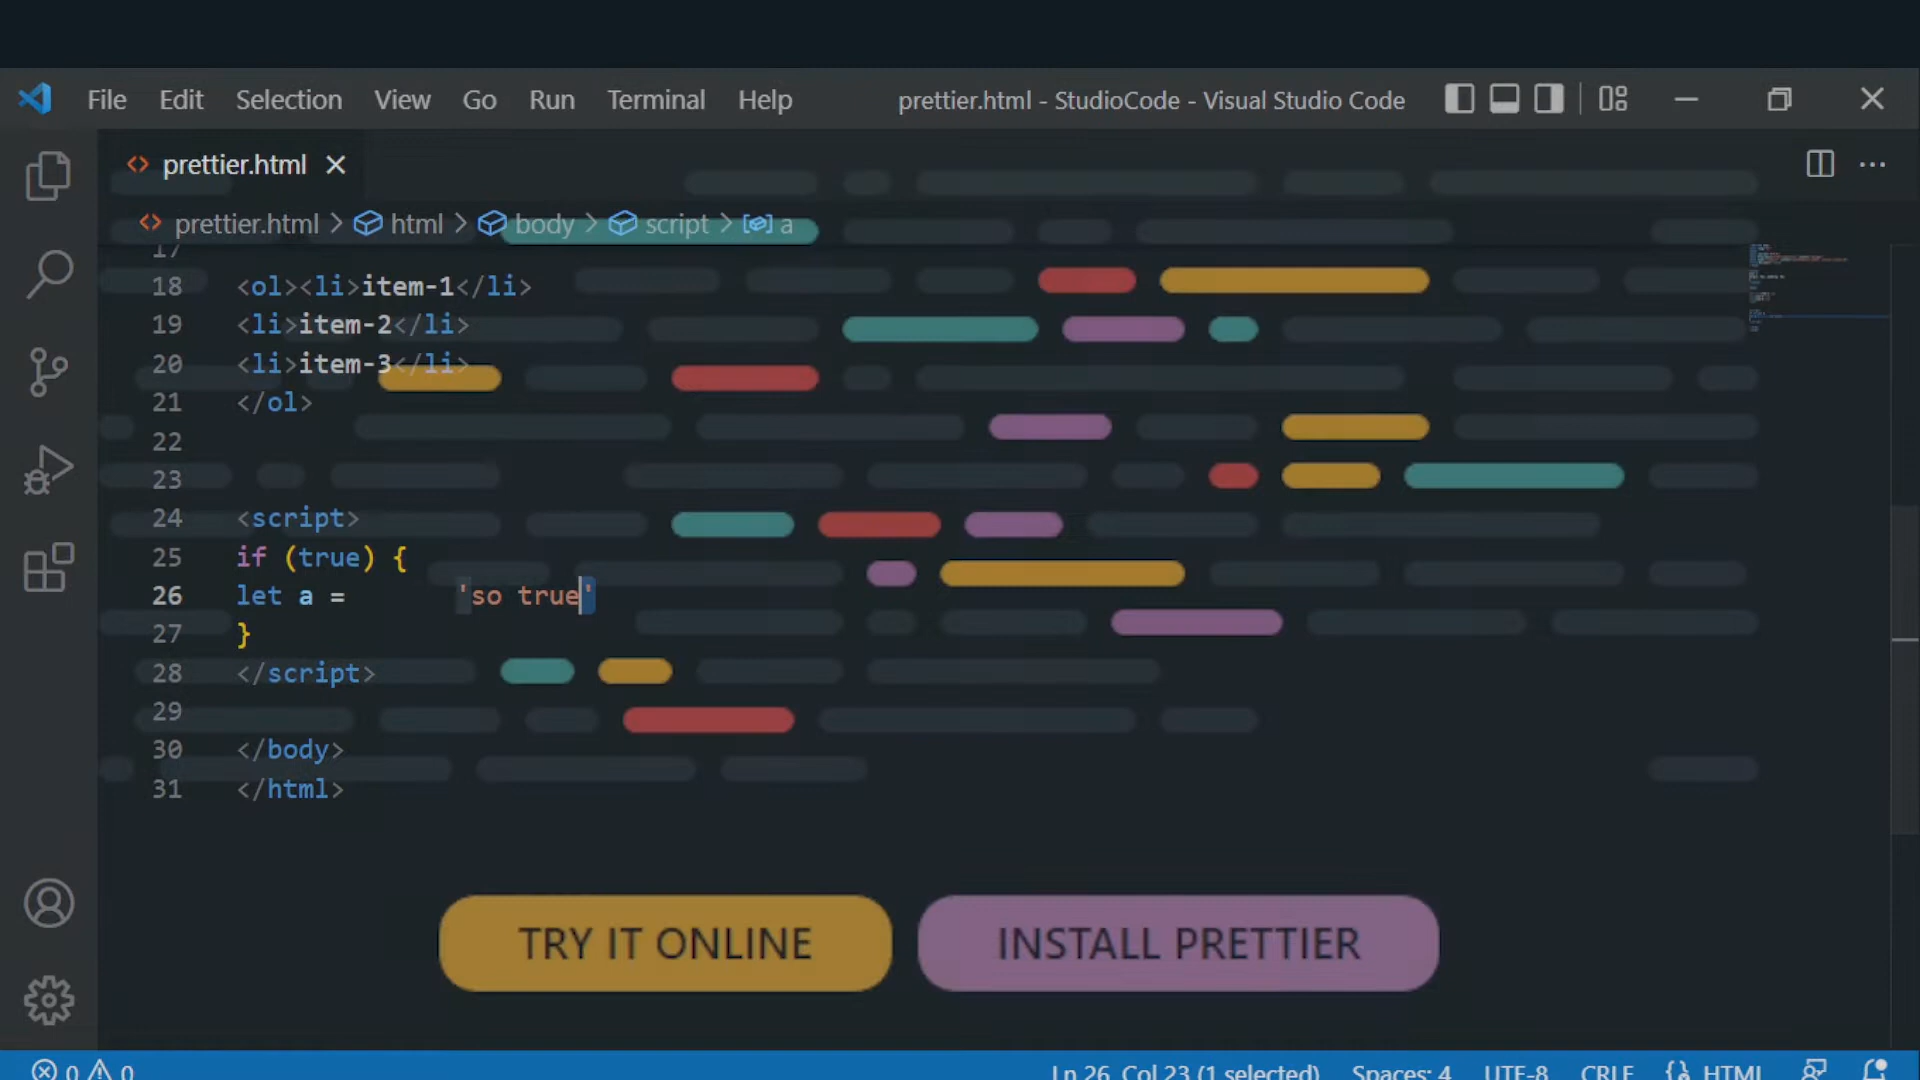 File Edit Selection View Go Run Terminal Help prettier.html - StudioCode - Visual Studio Code
prettier.html
prettier.html > html > body > script > a
17
18 <ol><li>item-1</li>
19 <li>item-2</li>
20 <li>item-3</li>
21 </ol>
22
23
24 <script>
25 if (true) {
26 let a =       'so true'
27 }
28 </script>
29
30 </body>
31 </html>
TRY IT ONLINE INSTALL PRETTIER
0 0 Ln 26, Col 23 (1 selected) Spaces: 4 UTF-8 CRLF {} HTML